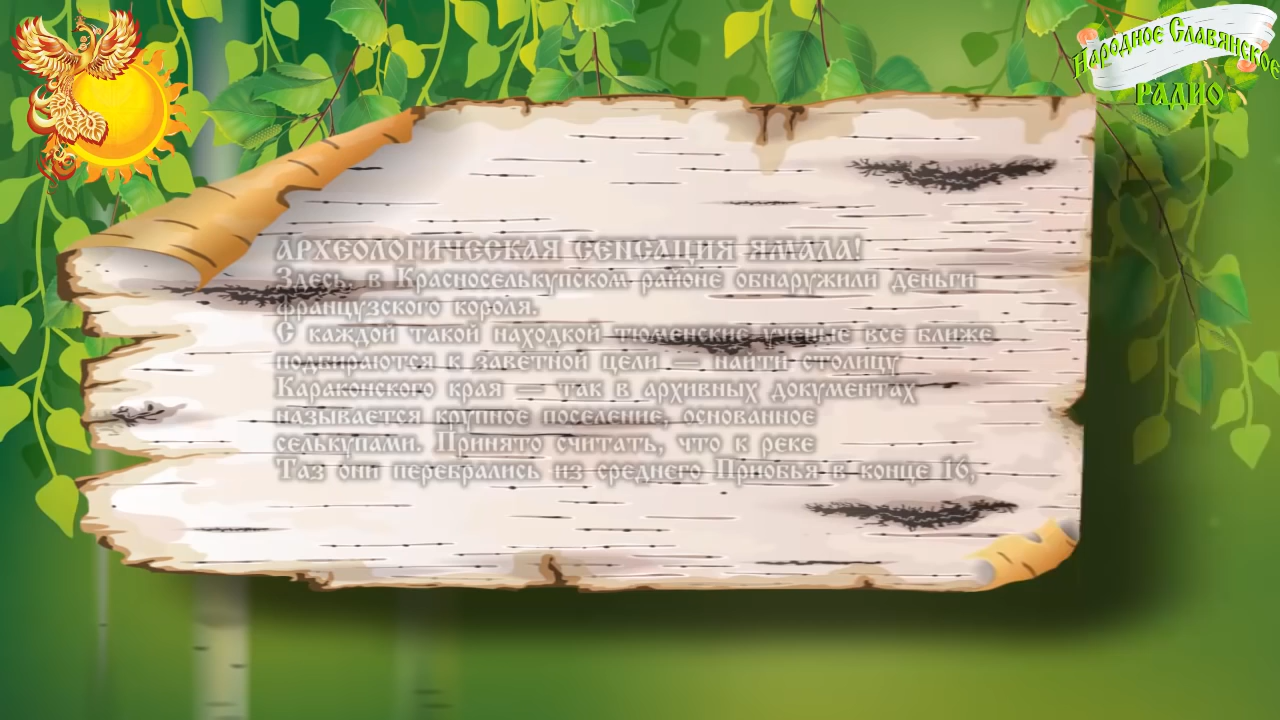 Народное Славянское
РАДИО
АРХЕОЛОГИЧЕСКАЯ СЕНСАЦИЯ ЯМАЛА!
Здесь, в Красноселькупском районе обнаружили деньги
французского короля.
С каждой такой находкой тюменские ученые все ближе
подбираются к заветной цели — найти столицу
Караконского края — так в архивных документах
называется крупное поселение, основанное
селькупами. Принято считать, что к реке
Таз они перебрались из среднего Приобья в конце 16,